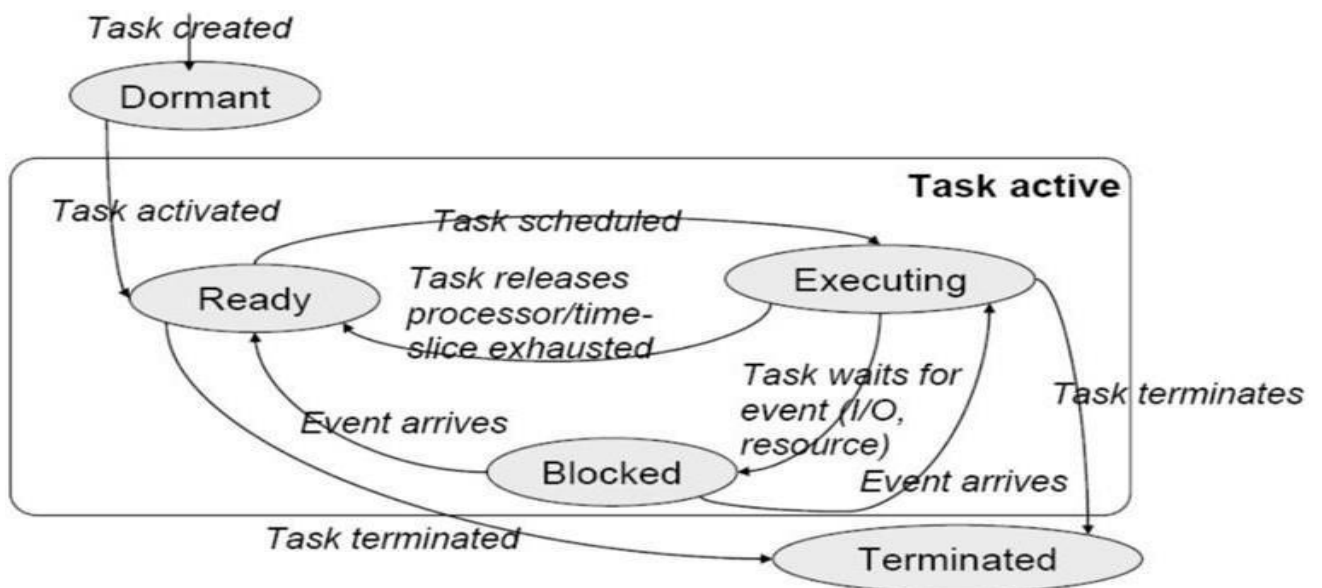 Task created
Dormant
Task active
Task activated
Task scheduled
Task releases
processor/time-
slice exhausted
Ready
Executing
Task waits for
event (I/O,
resource)
Task terminates
Event arrives
Blocked
Event arrives
Task terminated
Terminated